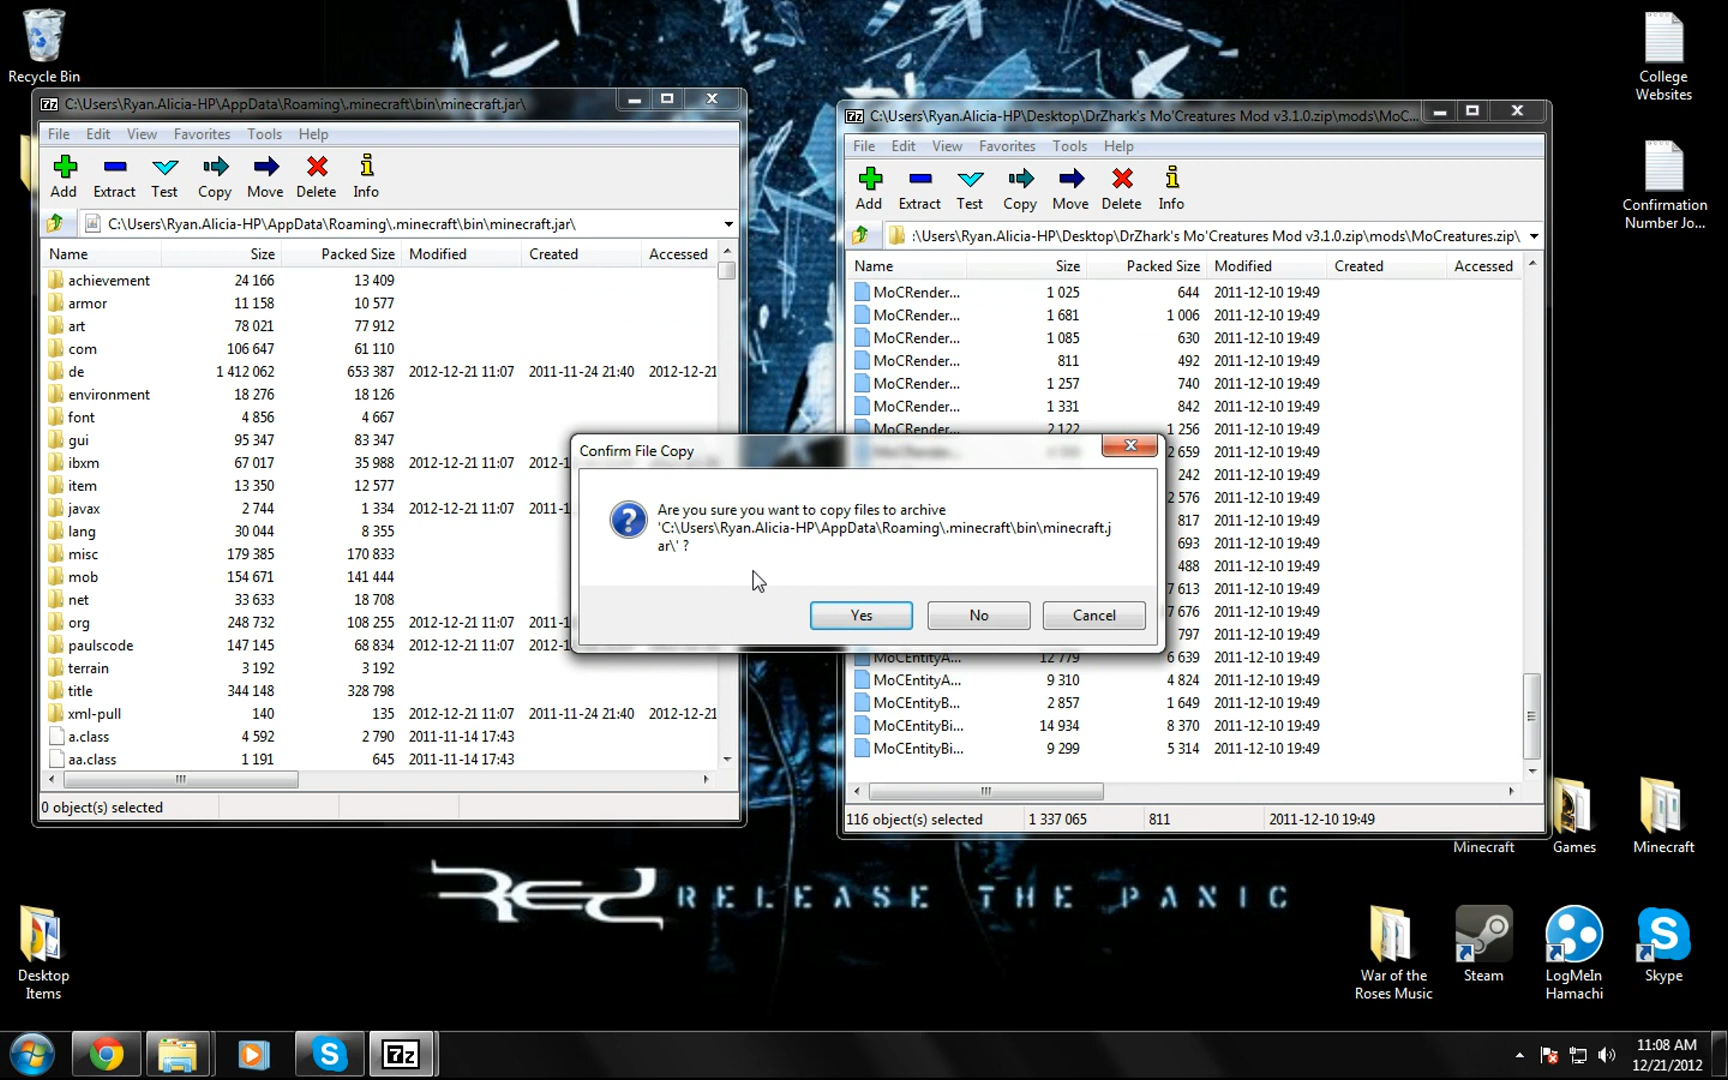 Recycle Bin
College
Websites
Confirmation
Number Jo...
C:\Users\Ryan.Alicia-HP\AppData\Roaming\.minecraft\bin\minecraft.jar\
File Edit View Favorites Tools Help
Add Extract Test Copy Move Delete Info
C:\Users\Ryan.Alicia-HP\AppData\Roaming\.minecraft\bin\minecraft.jar\
Name Size Packed Size Modified Created Accessed
achievement 24 166 13 409
armor 11 158 10 577
art 78 021 77 912
com 106 647 61 110
de 1 412 062 653 387 2012-12-21 11:07 2011-11-24 21:40 2012-12-21
environment 18 276 18 126
font 4 856 4 667
gui 95 347 83 347
ibxm 67 017 35 988 2012-12-21 11:07 2012-1
item 13 350 12 577
javax 2 744 1 334 2012-12-21 11:07 2012-1
lang 30 044 8 355
misc 179 385 170 833
mob 154 671 141 444
net 33 633 18 708
org 248 732 108 255 2012-12-21 11:07 2011-1
paulscode 147 145 68 834 2012-12-21 11:07 2012-1
terrain 3 192 3 192
title 344 148 328 798
xml-pull 140 135 2012-12-21 11:07 2011-11-24 21:40 2012-12-21
a.class 4 592 2 790 2011-11-14 17:43
aa.class 1 191 645 2011-11-14 17:43
0 object(s) selected
C:\Users\Ryan.Alicia-HP\Desktop\DrZhark's Mo'Creatures Mod v3.1.0.zip\mods\MoC...
File Edit View Favorites Tools Help
Add Extract Test Copy Move Delete Info
:\Users\Ryan.Alicia-HP\Desktop\DrZhark's Mo'Creatures Mod v3.1.0.zip\mods\MoCreatures.zip\
Name Size Packed Size Modified Created Accessed
MoCRender... 1 025 644 2011-12-10 19:49
MoCRender... 1 681 1 006 2011-12-10 19:49
MoCRender... 1 085 630 2011-12-10 19:49
MoCRender... 811 492 2011-12-10 19:49
MoCRender... 1 257 740 2011-12-10 19:49
MoCRender... 1 331 842 2011-12-10 19:49
MoCRender... 2 122 1 256 2011-12-10 19:49
2 659 2011-12-10 19:49
242 2011-12-10 19:49
2 576 2011-12-10 19:49
817 2011-12-10 19:49
693 2011-12-10 19:49
488 2011-12-10 19:49
7 613 2011-12-10 19:49
7 676 2011-12-10 19:49
797 2011-12-10 19:49
MoCEntityA... 12 779 6 639 2011-12-10 19:49
MoCEntityA... 9 310 4 824 2011-12-10 19:49
MoCEntityB... 2 857 1 649 2011-12-10 19:49
MoCEntityBi... 14 934 8 370 2011-12-10 19:49
MoCEntityBi... 9 299 5 314 2011-12-10 19:49
116 object(s) selected 1 337 065 811 2011-12-10 19:49
Confirm File Copy
Are you sure you want to copy files to archive
'C:\Users\Ryan.Alicia-HP\AppData\Roaming\.minecraft\bin\minecraft.j
ar\' ?
Yes No Cancel
Minecraft Games Minecraft
RED RELEASE THE PANIC
Desktop
Items
War of the
Roses Music
Steam
LogMeIn
Hamachi
Skype
11:08 AM
12/21/2012